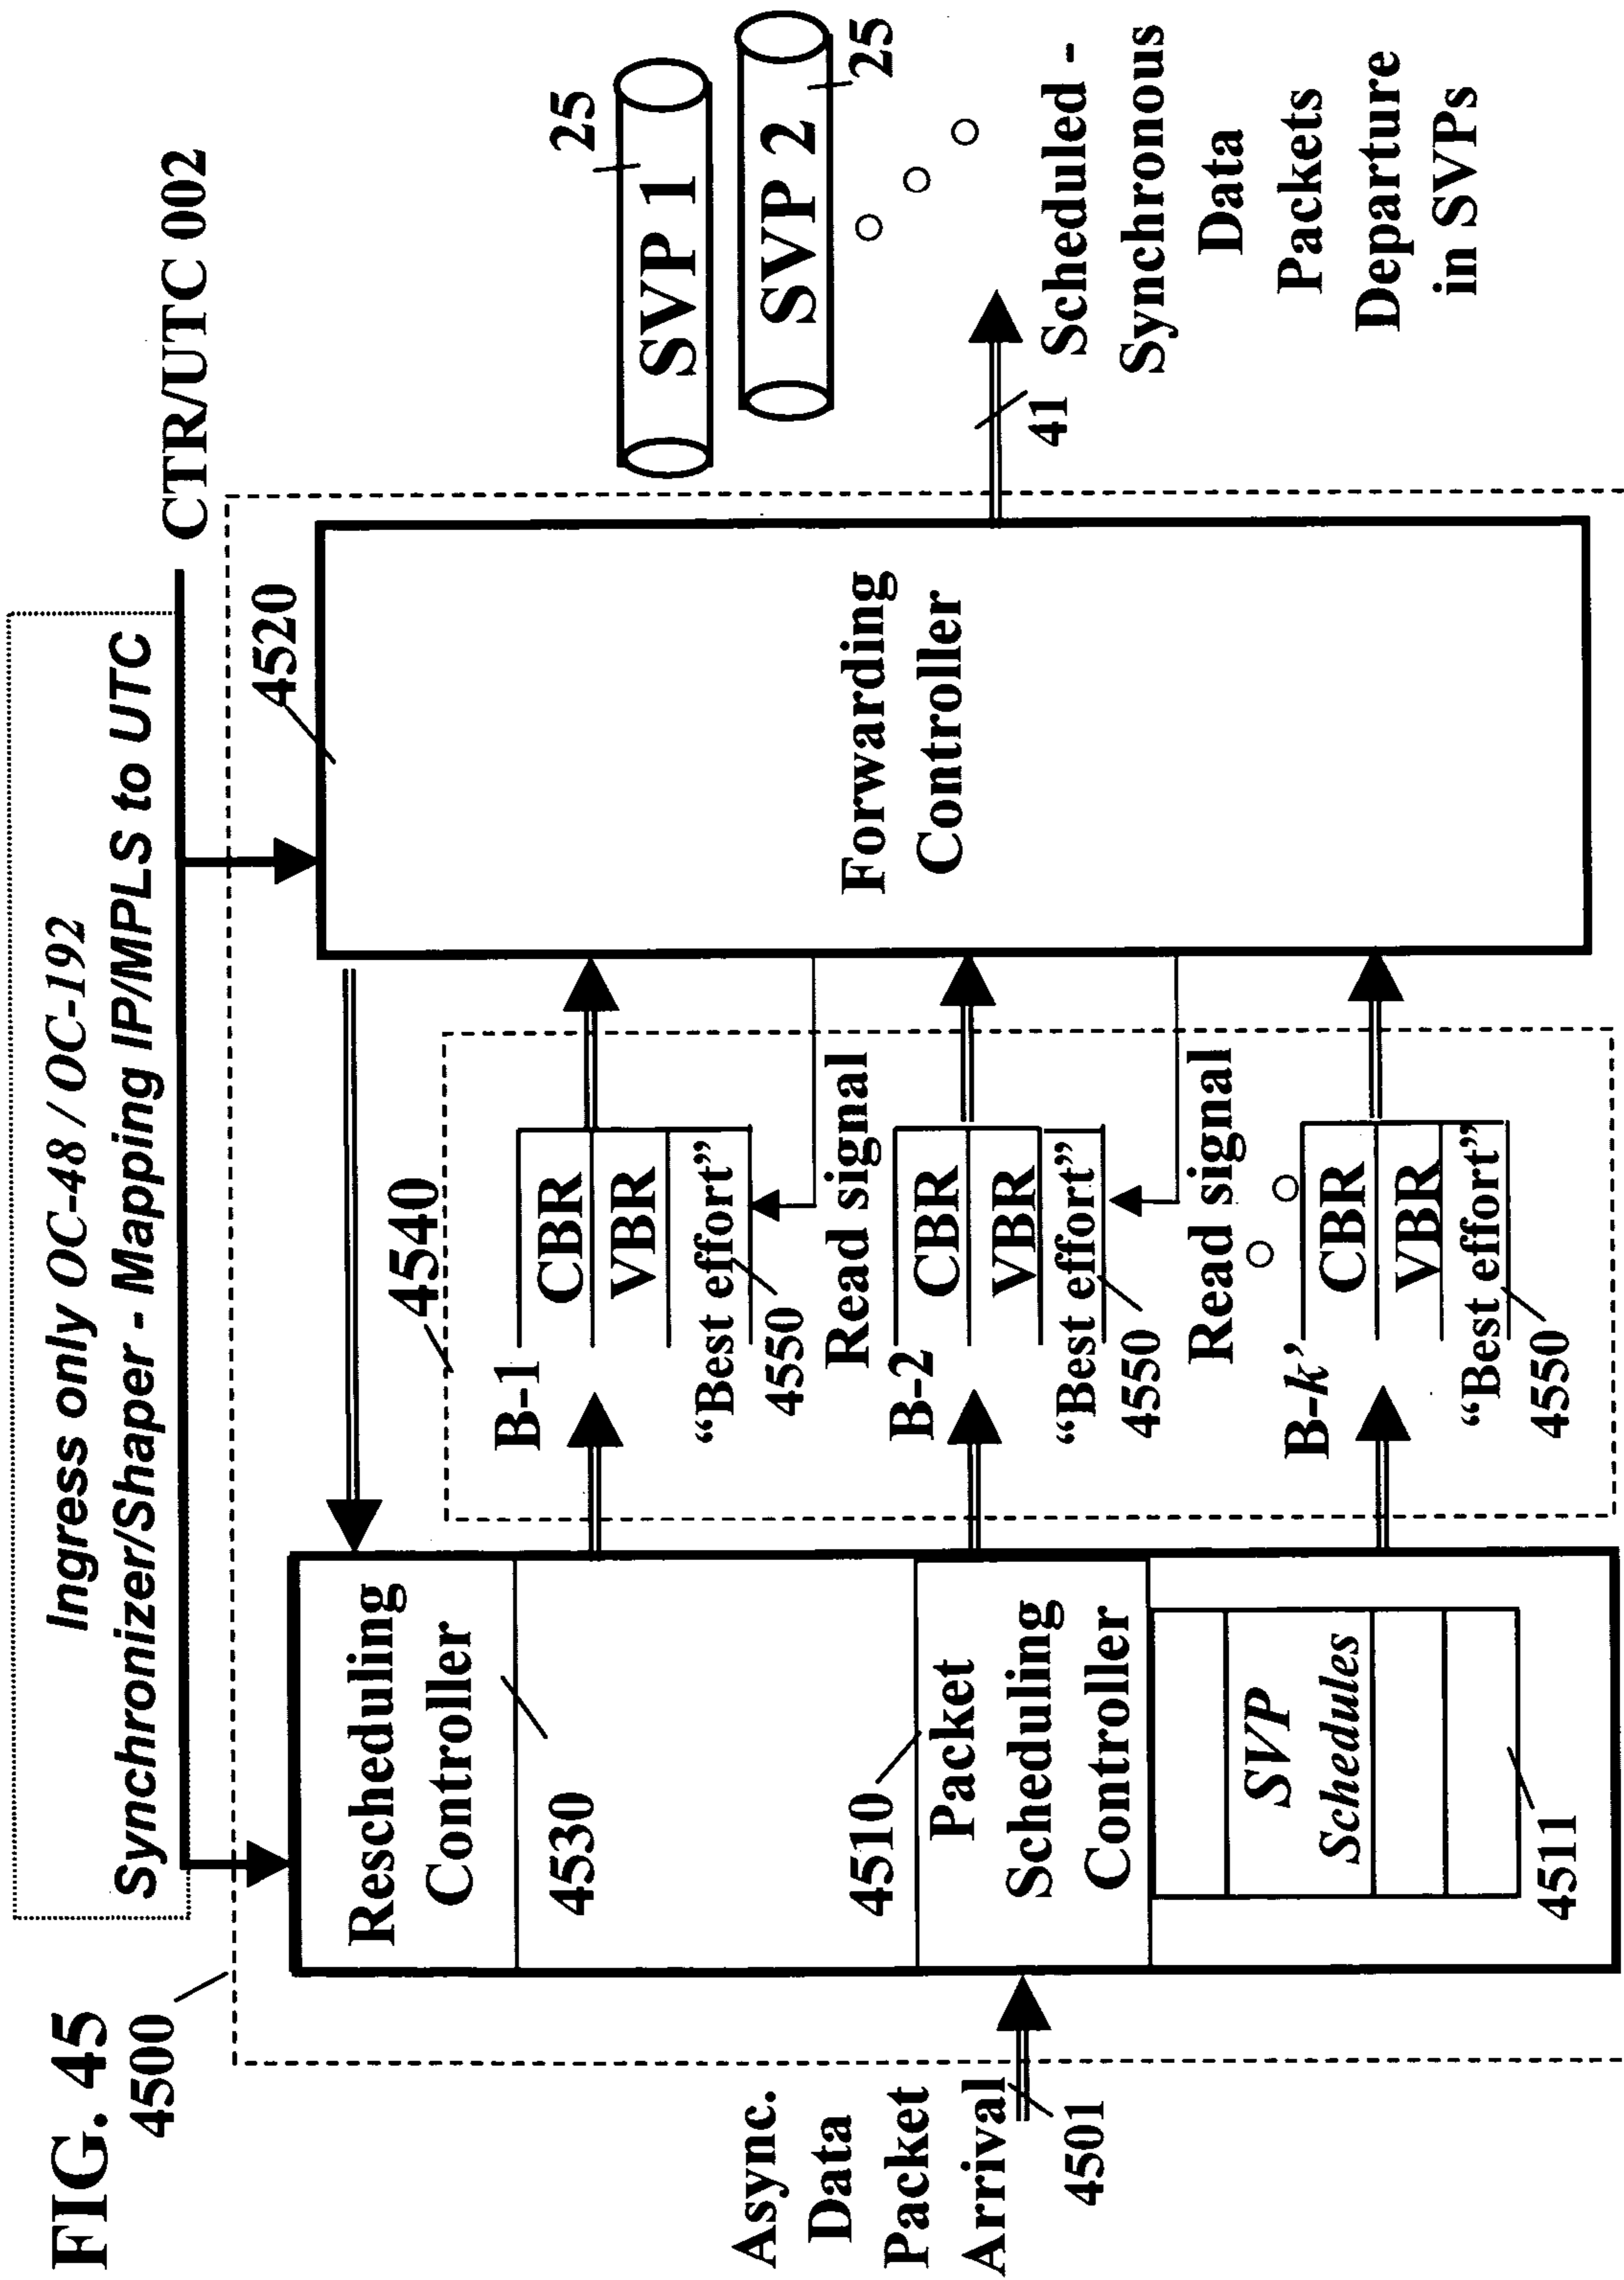 FIG. 45
Ingress only OC-48 / OC-192
Synchronizer/Shaper - Mapping IP/MPLS to UTC
CTR/UTC 002
4500
Async.
Data
Packet
Arrival
4501
Rescheduling
Controller
4530
4510
Packet
Scheduling
Controller
SVP
Schedules
4511
4540
B-1
CBR
VBR
“Best effort”
4550
Read signal
B-2
CBR
VBR
“Best effort”
4550
Read signal
B-k’
CBR
VBR
“Best effort”
4550
4520
Forwarding
Controller
25
SVP 1
SVP 2
25
41
Scheduled -
Synchronous
Data
Packets
Departure
in SVPs